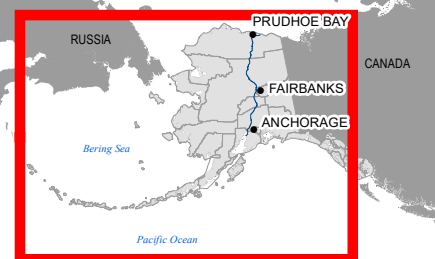 PRUDHOE BAY
RUSSIA
CANADA
FAIRBANKS
ANCHORAGE
Bering Sea
Pacific Ocean